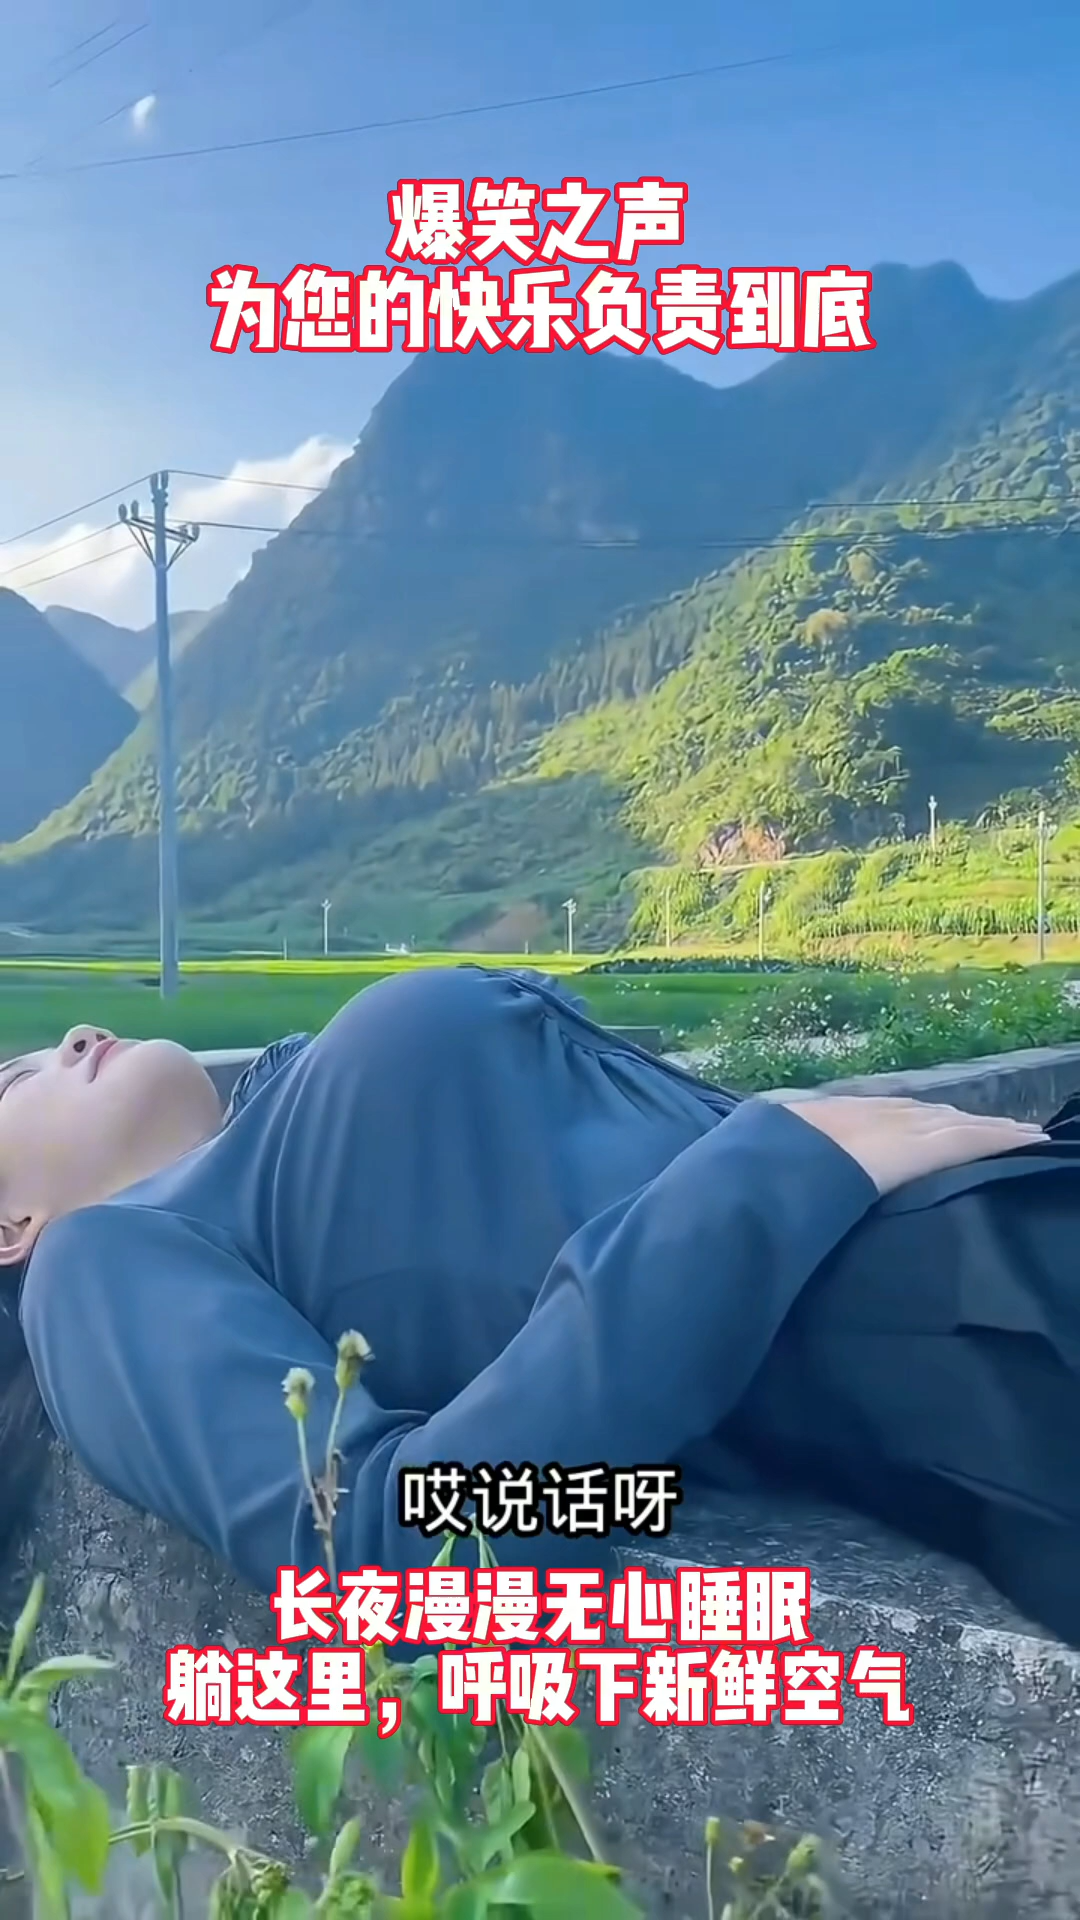 爆笑之声
为您的快乐负责到底
哎说话呀
长夜漫漫无心睡眠
躺这里，呼吸下新鲜空气